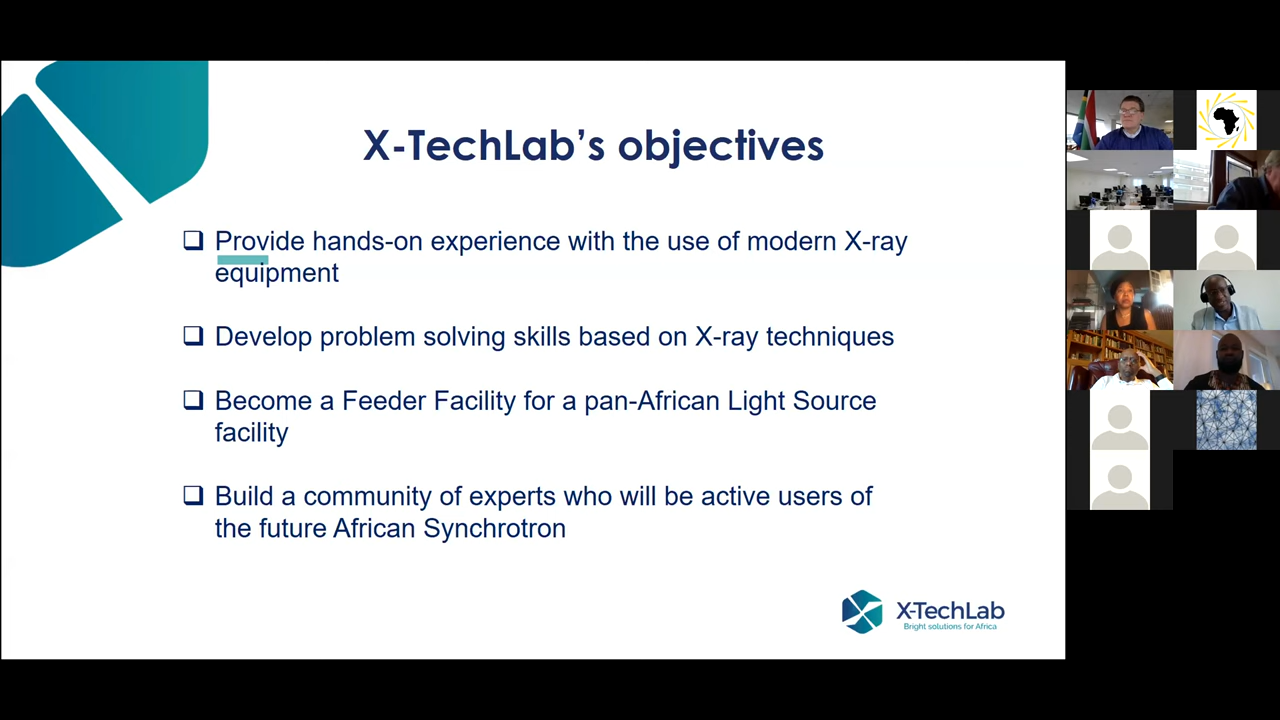 X-TechLab's objectives
❑ Provide hands-on experience with the use of modern X-ray
equipment
❑ Develop problem solving skills based on X-ray techniques
❑ Become a Feeder Facility for a pan-African Light Source
facility
❑ Build a community of experts who will be active users of
the future African Synchrotron
X-TechLab
Bright solutions for Africa